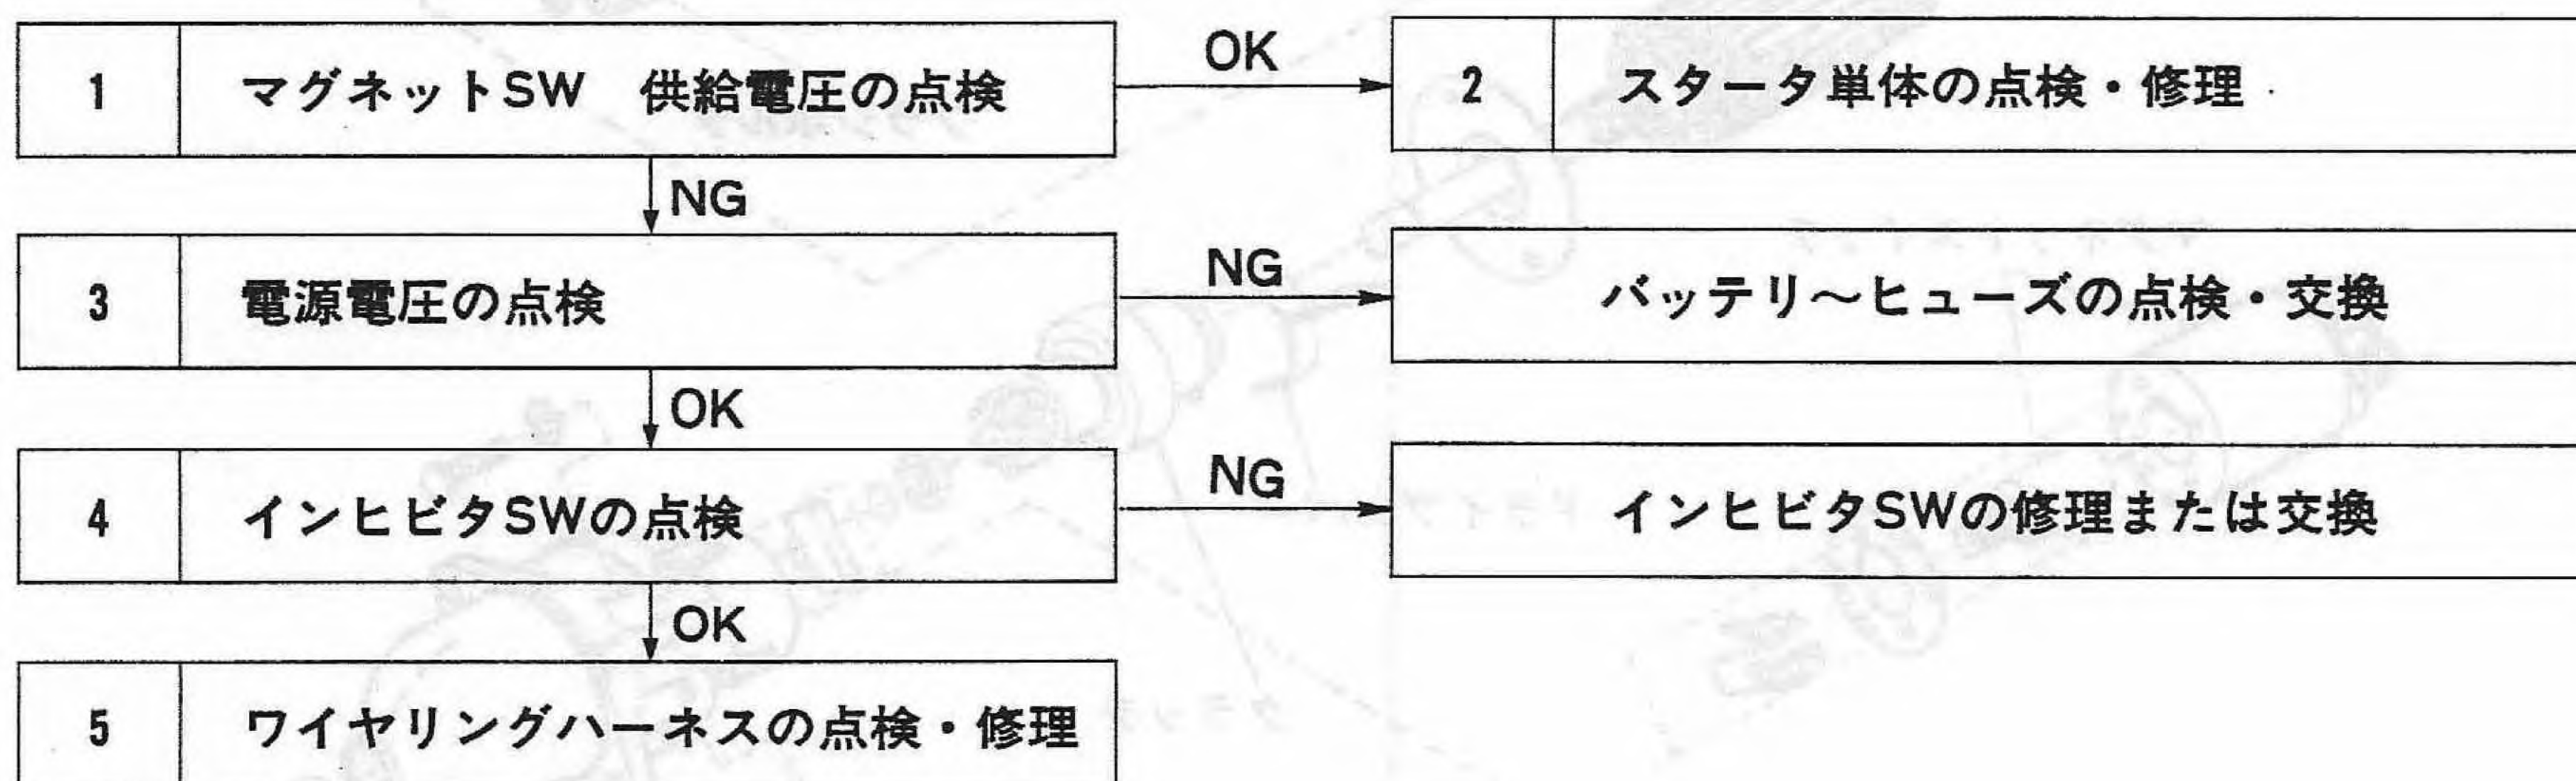 1 マグネットSW 供給電圧の点検
OK
2 スタータ単体の点検・修理
NG
3 電源電圧の点検
NG
バッテリ〜ヒューズの点検・交換
OK
4 インヒビタSWの点検
NG
インヒビタSWの修理または交換
OK
5 ワイヤリングハーネスの点検・修理